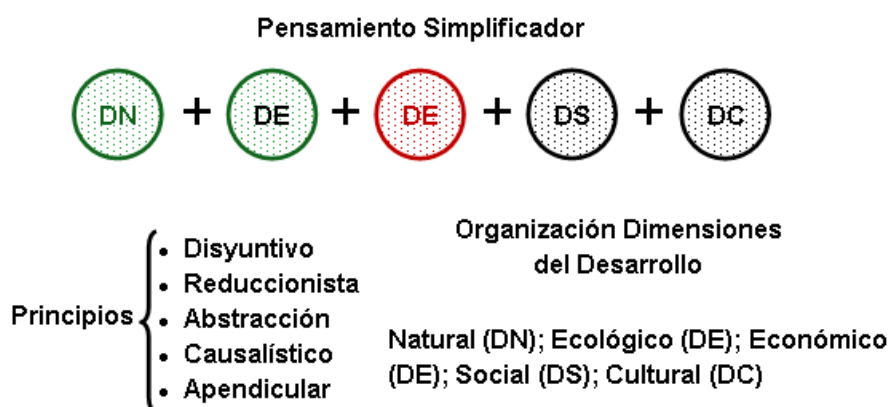 Pensamiento Simplificador
DN + DE + DE + DS + DC
Organización Dimensiones
del Desarrollo
Principios
• Disyuntivo
• Reduccionista
• Abstracción
• Causalístico
• Apendicular
Natural (DN); Ecológico (DE); Económico
(DE); Social (DS); Cultural (DC)